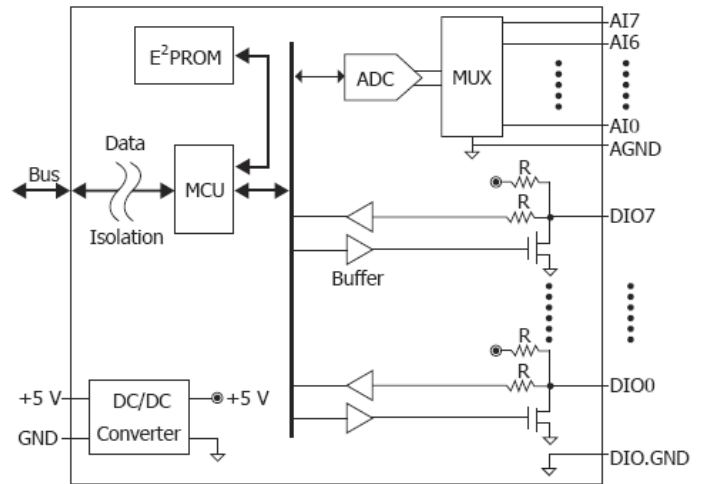 AI7
AI6
E²PROM
ADC
MUX
AI0
AGND
Data
Bus
MCU
Isolation
R
R
DIO7
Buffer
R
R
DIO0
+5 V
DC/DC
+5 V
GND
Converter
DIO.GND